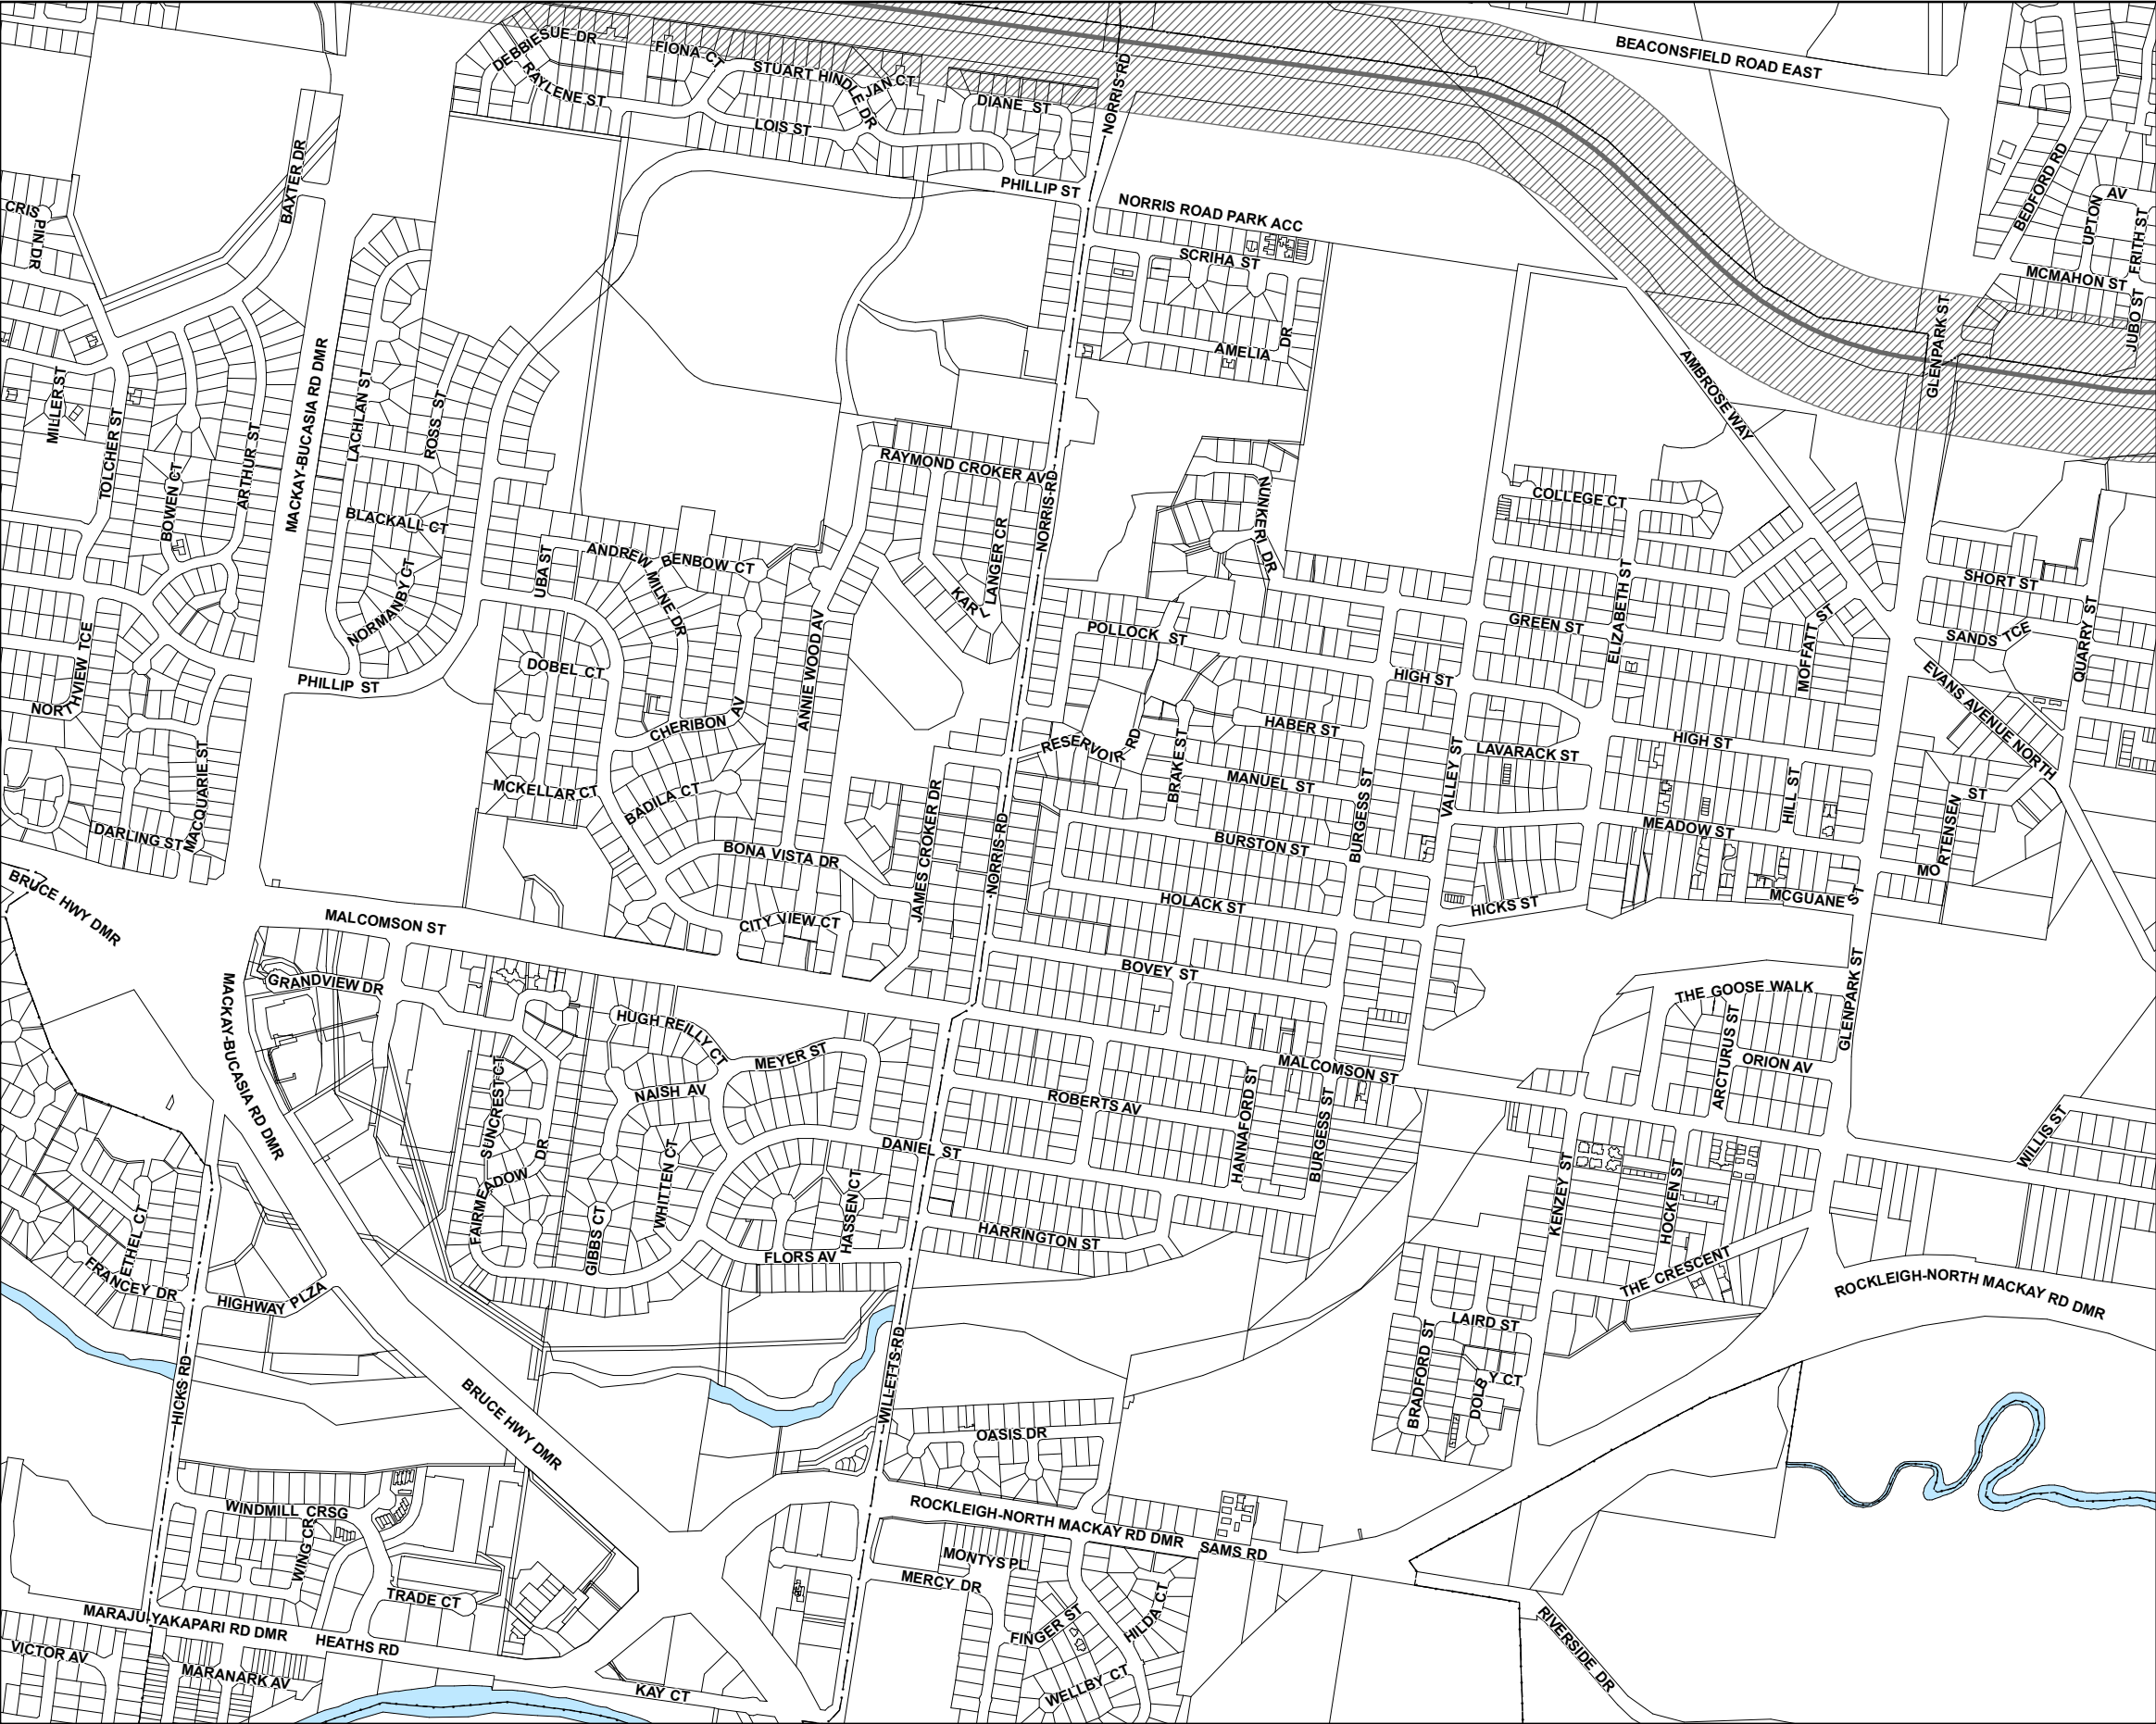 DEBBIESUE DR
FIONA CT
BEACONSFIELD ROAD EAST
RAYLENE ST
STUART HINDLE DR
JAN CT
DIANE ST
LOIS ST
NORRIS RD
BAXTER DR
PHILLIP ST
NORRIS ROAD PARK ACC
BEDFORD RD
UPTON AV
FRITH ST
CRIS
PIN DR
SCRIHA ST
MCMAHON ST
JUBO ST
GLENPARK ST
AMELIA DR
AMBROSE WAY
MILLER ST
TOLCHER ST
BOWEN CT
ARTHUR ST
MACKAY-BUCASIA RD DMR
LACHLAN ST
ROSS ST
RAYMOND CROKER AV
NORRIS RD
NUNKERI DR
COLLEGE CT
BLACKALL CT
NORMANBY CT
UBA ST
ANDREW MILNE DR
BENBOW CT
LANGER CR
KARL
SHORT ST
ELIZABETH ST
GREEN ST
MOFFATT ST
SANDS TCE
QUARRY ST
NORTHVIEW TCE
POLLOCK ST
DOBEL CT
ANNIE WOOD AV
PHILLIP ST
HIGH ST
EVANS AVENUE NORTH
CHERIBON AV
HABER ST
RESERVOIR RD
BRAKE ST
LAVARACK ST
HIGH ST
MACQUARIE ST
MCKELLAR CT
BADILA CT
MANUEL ST
BURGESS ST
VALLEY ST
HILL ST
MORTENSEN ST
MO
DARLING ST
JAMES CROKER DR
NORRIS RD
BONA VISTA DR
BURSTON ST
MEADOW ST
BRUCE HWY DMR
MALCOMSON ST
CITY VIEW CT
HOLACK ST
HICKS ST
MCGUANE ST
GRANDVIEW DR
BOVEY ST
THE GOOSE WALK
GLENPARK ST
MACKAY-BUCASIA RD DMR
HUGH REILLY CT
MEYER ST
NAISH AV
MALCOMSON ST
ARCTURUS ST
ORION AV
SUNCREST CT
ROBERTS AV
HANNAFORD ST
BURGESS ST
WILLIS ST
DANIEL ST
FAIRMEADOW DR
GIBBS CT
WHITTEN CT
HASSEN CT
KENZEY ST
HOCKEN ST
ETHEL CT
FRANCEY DR
FLORS AV
HARRINGTON ST
THE CRESCENT
ROCKLEIGH-NORTH MACKAY RD DMR
HIGHWAY PLZA
LAIRD ST
HICKS RD
WILLETTS RD
BRADFORD ST
DOLBY CT
BRUCE HWY DMR
OASIS DR
WINDMILL CRSG
WING CR
ROCKLEIGH-NORTH MACKAY RD DMR
SAMS RD
MONTYS PL
MERCY DR
TRADE CT
MARAJU-YAKAPARI RD DMR
HEATHS RD
FINGER ST
HILDA CT
RIVERSIDE DR
VICTOR AV
MARANARK AV
KAY CT
WELLBY CT